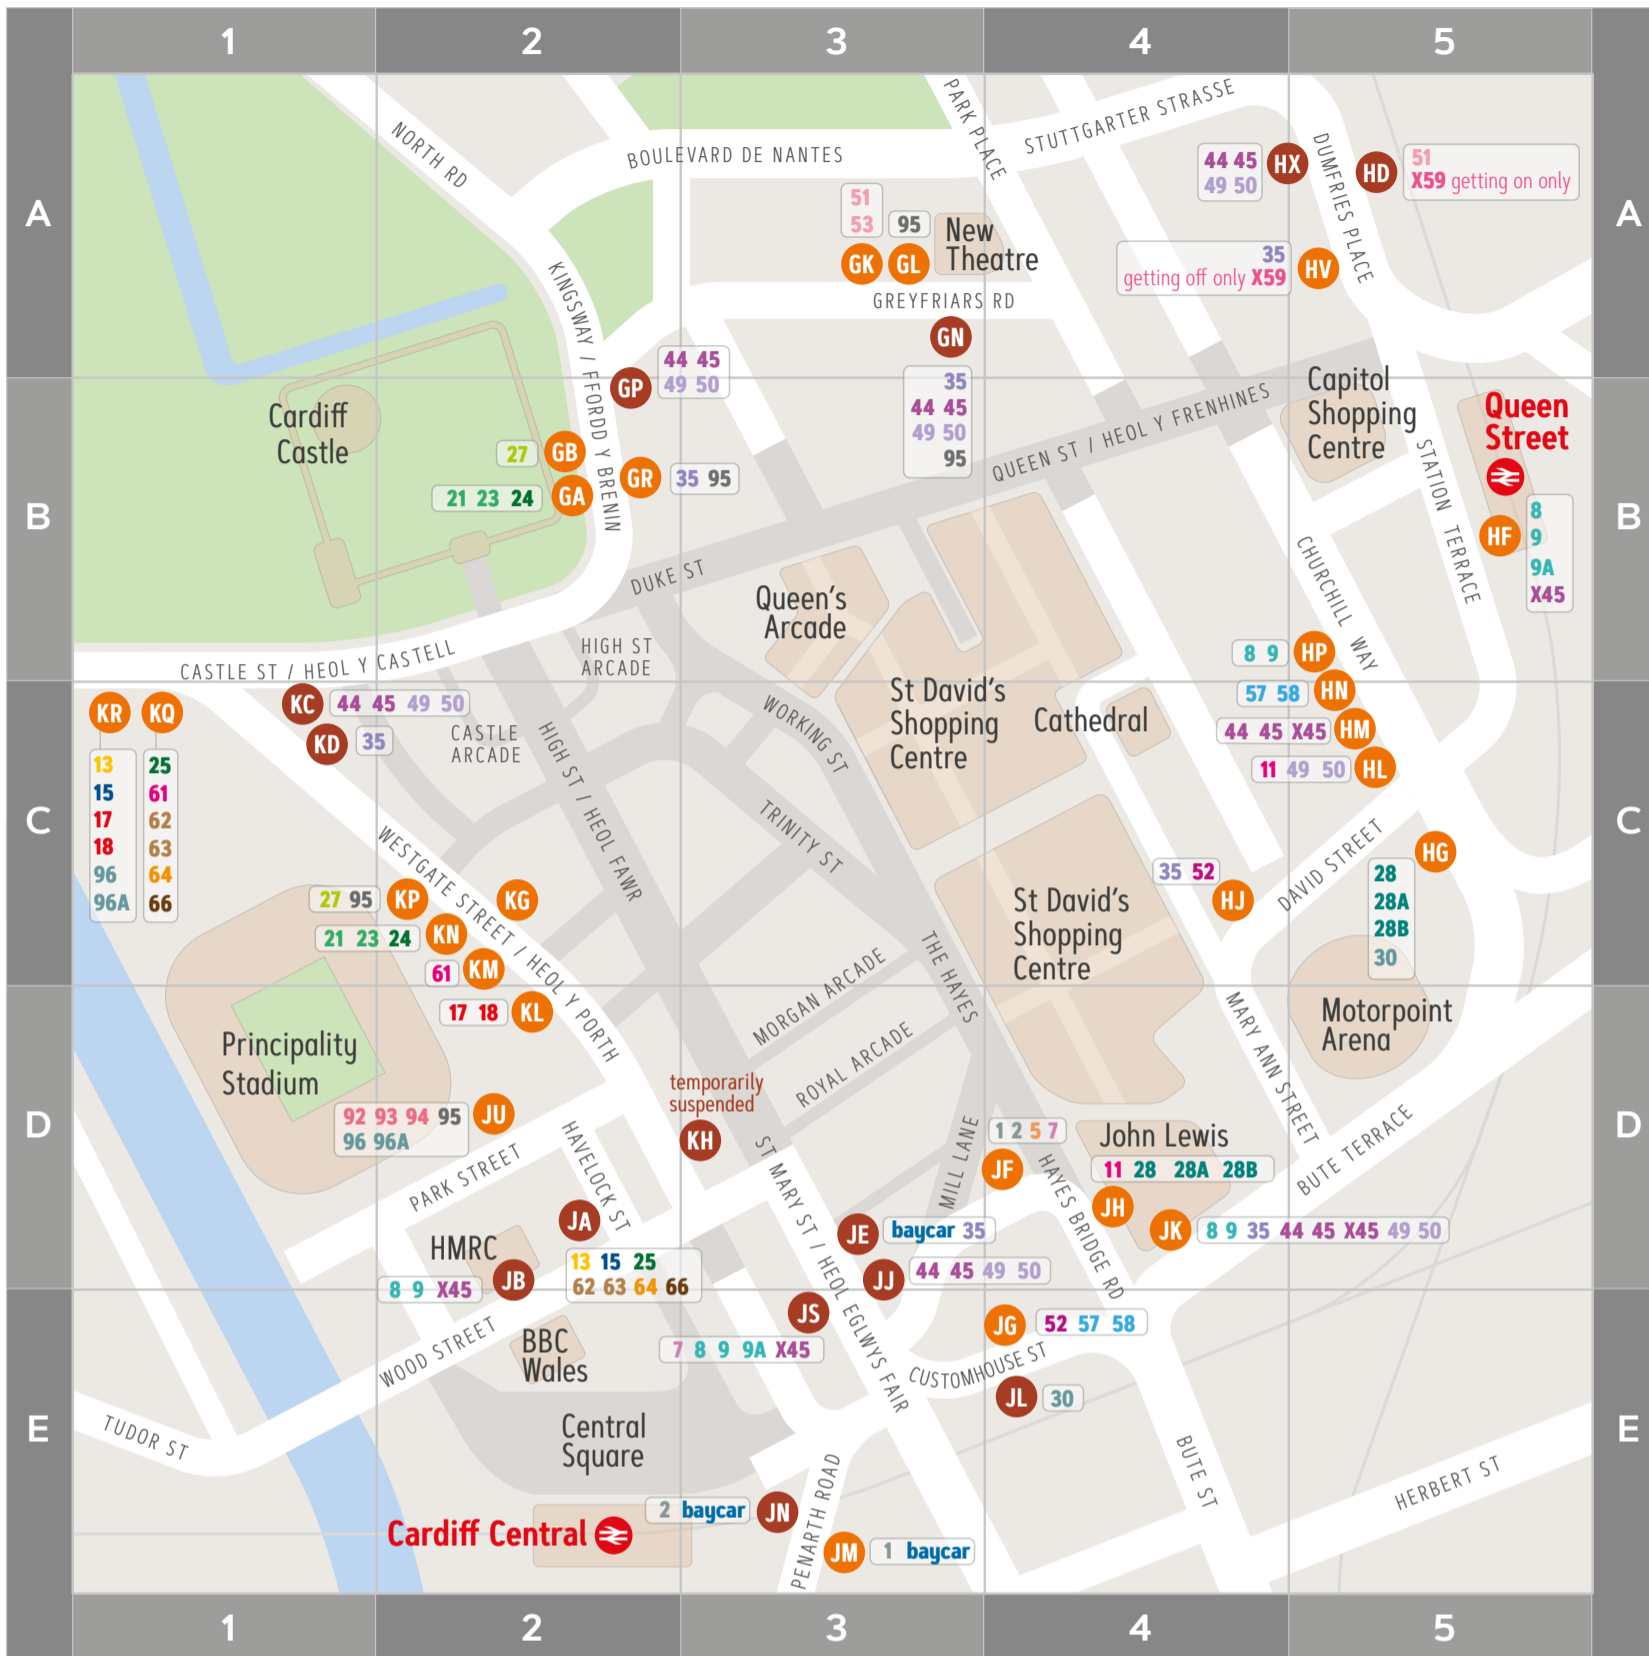 1 2 3 4 5
A
A
NORTH RD
BOULEVARD DE NANTES
PARK PLACE
STUTTGARTER STRASSE
DUMFRIES PLACE
44 45
49 50
HX
HD
51
X59 getting on only
51
53
95
GK
GL
New
Theatre
35
getting off only X59
HV
GREYFRIARS RD
GN
35
44 45
49 50
95
KINGSWAY / FFORDD Y BRENIN
GP
44 45
49 50
B
B
Cardiff
Castle
27
GB
21 23 24
GA
GR
35 95
QUEEN ST / HEOL Y FRENHINES
Capitol
Shopping
Centre
Queen
Street
STATION TERRACE
HF
8
9
9A
X45
DUKE ST
Queen's
Arcade
CHURCHILL WAY
HIGH ST
ARCADE
CASTLE ST / HEOL Y CASTELL
8 9
HP
57 58
HN
44 45 X45
HM
11 49 50
HL
C
C
KR
KQ
13
15
17
18
96
96A
25
61
62
63
64
66
KC
44 45 49 50
KD
35
CASTLE
ARCADE
HIGH ST / HEOL FAWR
WORKING ST
TRINITY ST
St David's
Shopping
Centre
Cathedral
WESTGATE STREET / HEOL Y PORTH
27 95
KP
KG
21 23 24
KN
61
KM
17 18
KL
St David's
Shopping
Centre
35 52
HJ
DAVID STREET
HG
28
28A
28B
30
THE HAYES
MORGAN ARCADE
ROYAL ARCADE
D
D
Principality
Stadium
92 93 94 95
96 96A
JU
temporarily
suspended
KH
Motorpoint
Arena
MARY ANN STREET
BUTE TERRACE
PARK STREET
HAVELOCK ST
ST MARY ST / HEOL EGLWYS FAIR
MILL LANE
1 2 5 7
JF
HAYES BRIDGE RD
John Lewis
11 28 28A 28B
JH
JK
8 9 35 44 45 X45 49 50
JA
13 15 25
62 63 64 66
HMRC
JB
8 9 X45
JE
baycar 35
JJ
44 45 49 50
E
E
JS
7 8 9 9A X45
JG
52 57 58
CUSTOMHOUSE ST
JL
30
WOOD STREET
BBC
Wales
TUDOR ST
Central
Square
BUTE ST
HERBERT ST
PENARTH ROAD
2 baycar
JN
Cardiff Central
JM
1 baycar
1 2 3 4 5